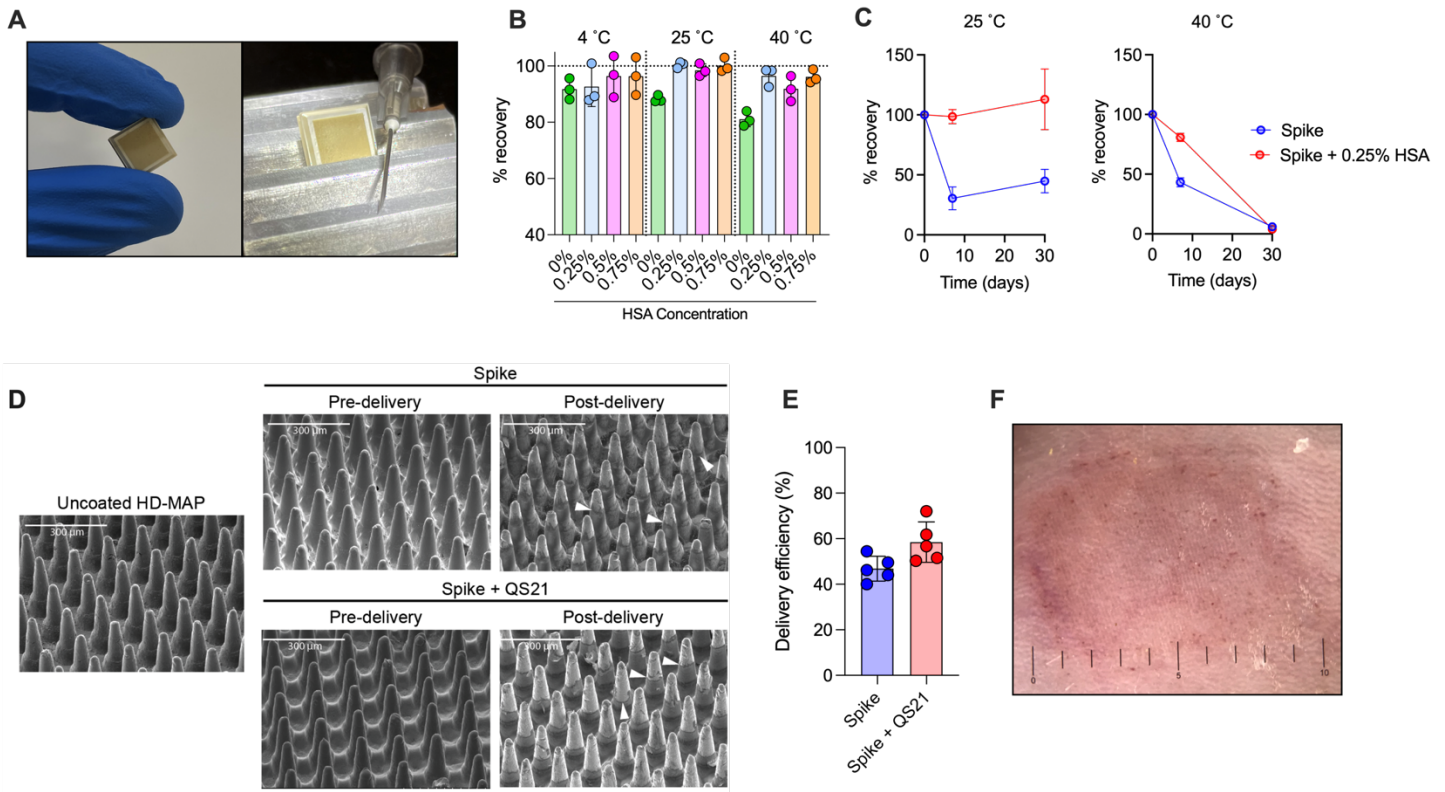 A
B
4 ˚C
25 ˚C
40 ˚C
% recovery
100
80
60
40
0%
0.25%
0.5%
0.75%
0%
0.25%
0.5%
0.75%
0%
0.25%
0.5%
0.75%
HSA Concentration
C
25 ˚C
% recovery
150
100
50
0
0 10 20 30
Time (days)
40 ˚C
% recovery
150
100
50
0
0 10 20 30
Time (days)
Spike
Spike + 0.25% HSA
D
Uncoated HD-MAP
300 µm
Spike
Pre-delivery
300 µm
Post-delivery
300 µm
Spike + QS21
Pre-delivery
300 µm
Post-delivery
300 µm
E
Delivery efficiency (%)
100
80
60
40
20
0
Spike
Spike + QS21
F
0 5 10